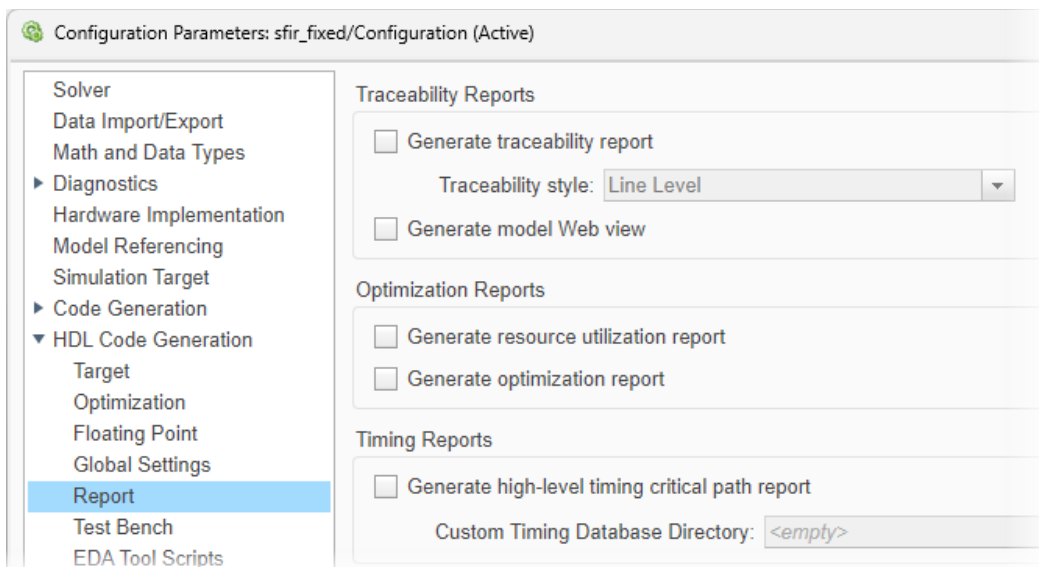 Configuration Parameters: sfir_fixed/Configuration (Active)
Solver
Data Import/Export
Math and Data Types
Diagnostics
Hardware Implementation
Model Referencing
Simulation Target
Code Generation
HDL Code Generation
Target
Optimization
Floating Point
Global Settings
Report
Test Bench
EDA Tool Scripts
Traceability Reports
Generate traceability report
Traceability style: Line Level
Generate model Web view
Optimization Reports
Generate resource utilization report
Generate optimization report
Timing Reports
Generate high-level timing critical path report
Custom Timing Database Directory: <empty>